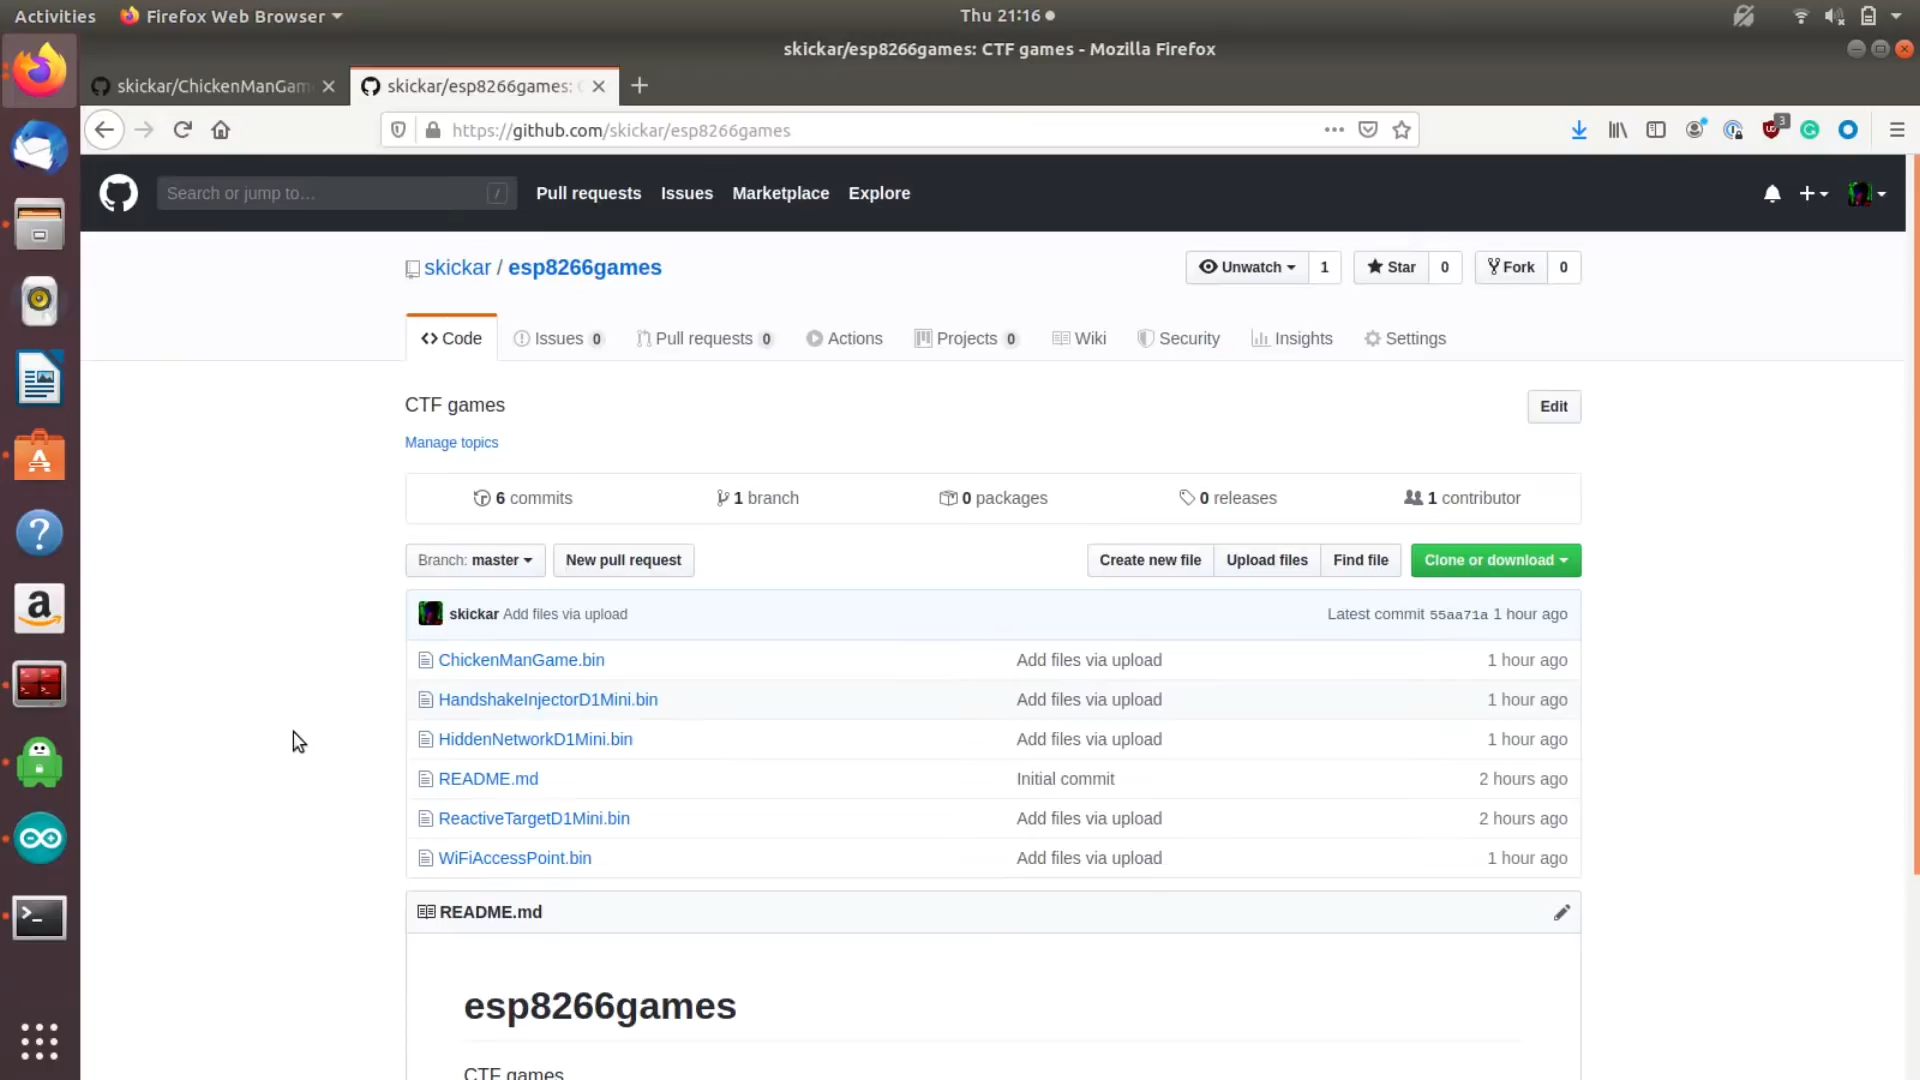 Activities Firefox Web Browser Thu 21:16
skickar/esp8266games: CTF games - Mozilla Firefox
skickar/ChickenManGam skickar/esp8266games:
https://github.com/skickar/esp8266games 3
Search or jump to… / Pull requests Issues Marketplace Explore
skickar / esp8266games Unwatch 1 Star 0 Fork 0
Code Issues 0 Pull requests 0 Actions Projects 0 Wiki Security Insights Settings
CTF games Edit
Manage topics
6 commits 1 branch 0 packages 0 releases 1 contributor
Branch: master New pull request Create new file Upload files Find file Clone or download
skickar Add files via upload Latest commit 55aa71a 1 hour ago
ChickenManGame.bin Add files via upload 1 hour ago
HandshakeInjectorD1Mini.bin Add files via upload 1 hour ago
HiddenNetworkD1Mini.bin Add files via upload 1 hour ago
README.md Initial commit 2 hours ago
ReactiveTargetD1Mini.bin Add files via upload 2 hours ago
WiFiAccessPoint.bin Add files via upload 1 hour ago
README.md
esp8266games
CTF games